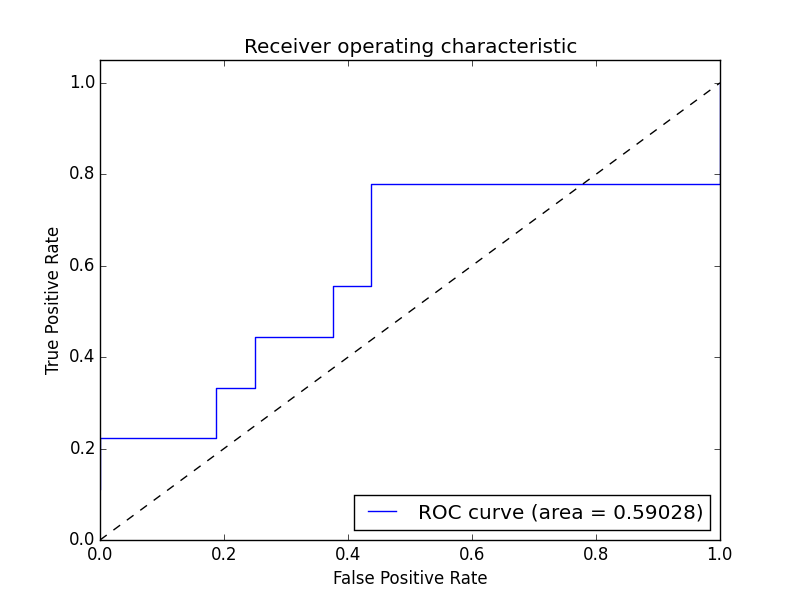 Receiver operating characteristic
1.0
0.8
0.6
0.4
0.2
0.0
True Positive Rate
ROC curve (area = 0.59028)
0.0 0.2 0.4 0.6 0.8 1.0
False Positive Rate